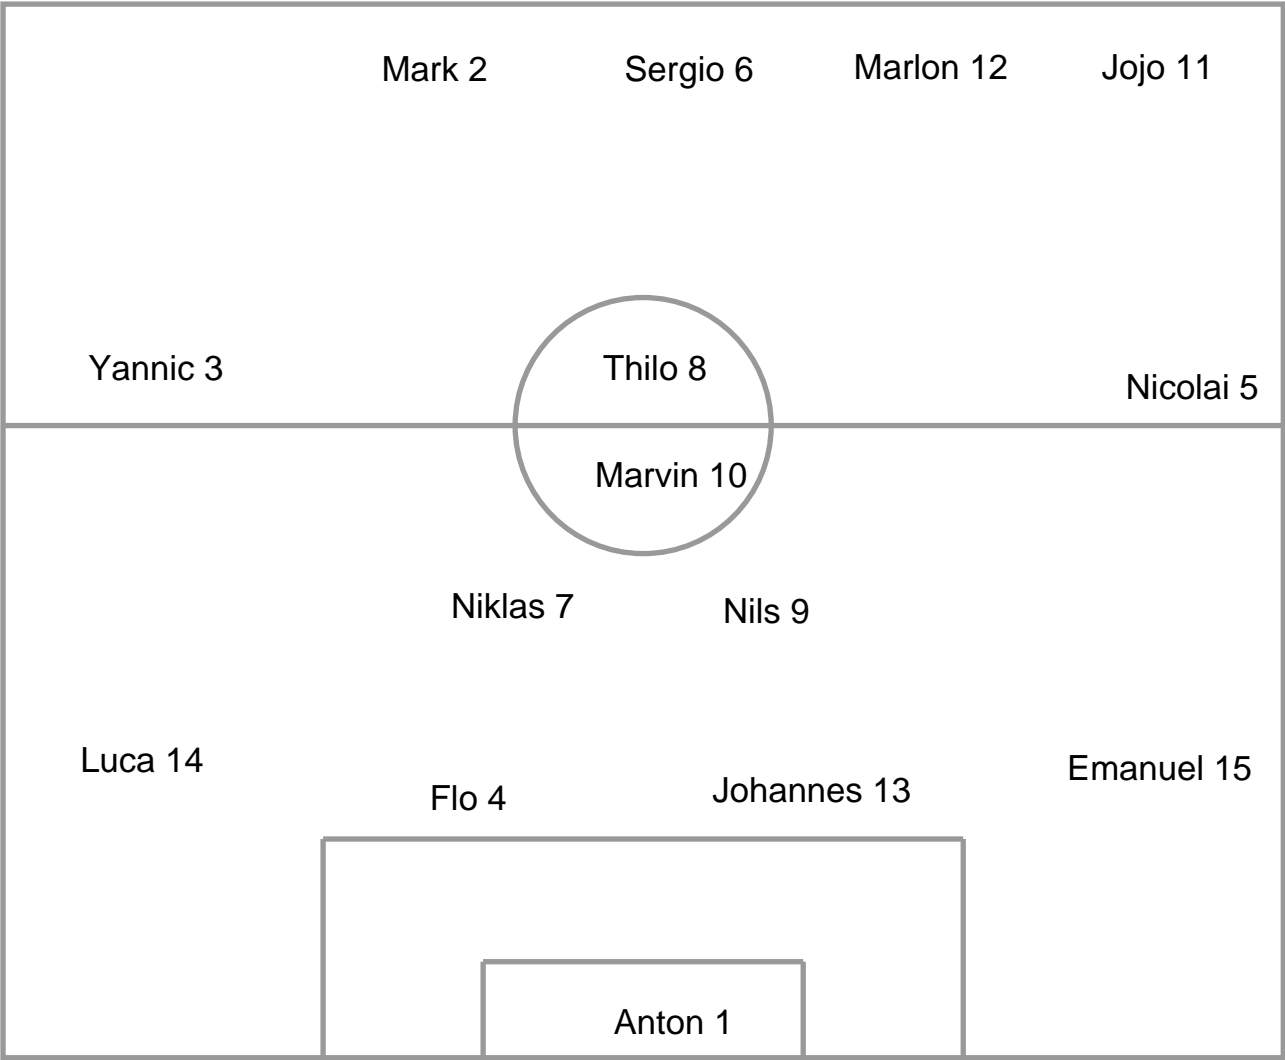 Mark 2
Sergio 6
Marlon 12
Jojo 11
Yannic 3
Thilo 8
Nicolai 5
Marvin 10
Niklas 7
Nils 9
Luca 14
Emanuel 15
Flo 4
Johannes 13
Anton 1